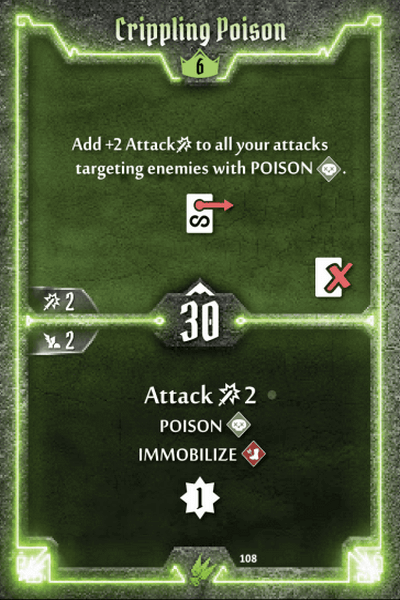 Crippling Poison
6
Add +2 Attack to all your attacks
targeting enemies with POISON .
2
30
2
Attack 2
POISON
IMMOBILIZE
1
108